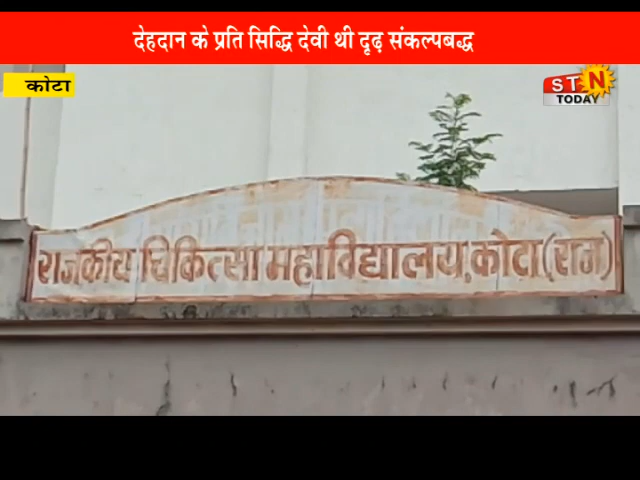 देहदान के प्रति सिद्धि देवी थी दृढ़ संकल्पबद्ध
कोटा
STN
TODAY
राजकीय चिकित्सा महाविद्यालय,कोटा(राज)